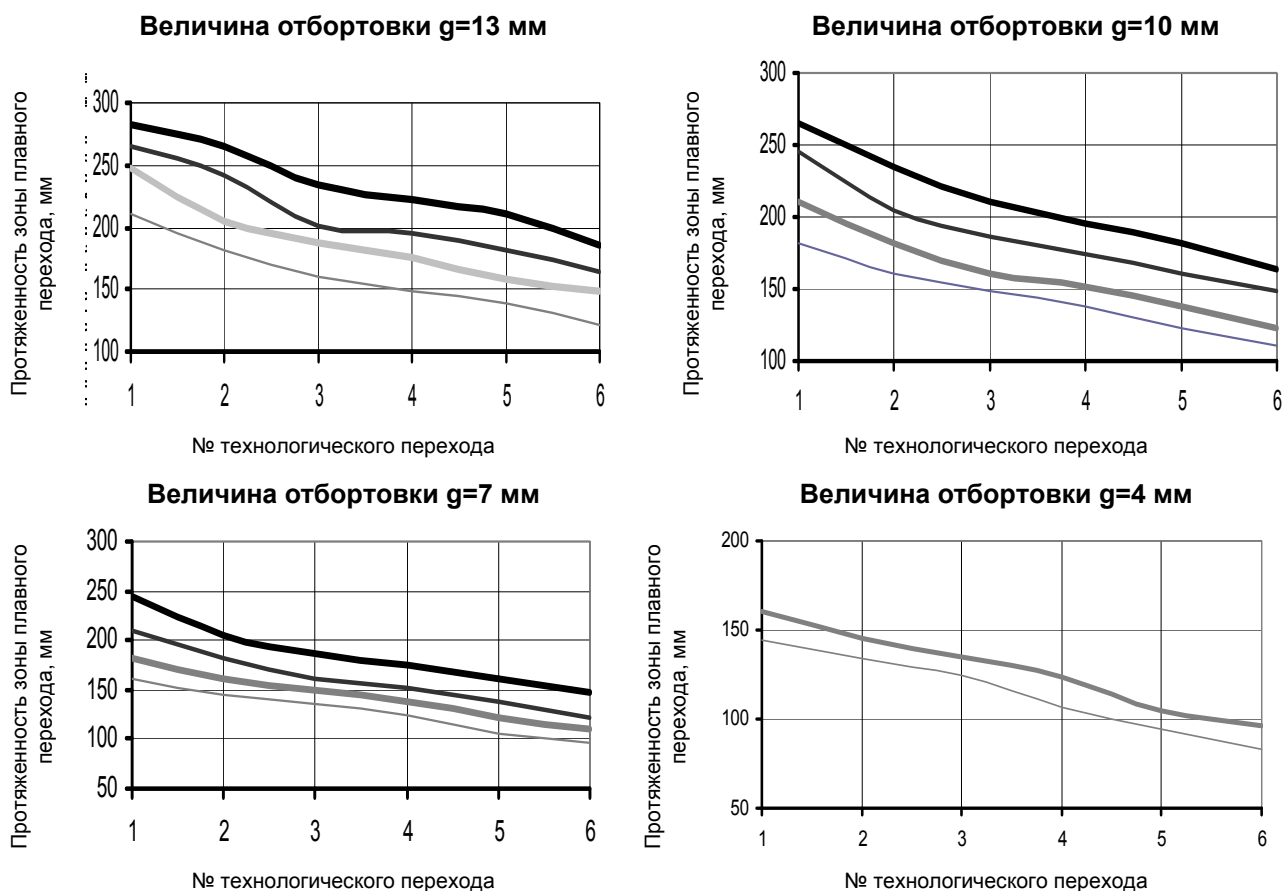 Величина отбортовки g=13 мм
Протяженность зоны плавного
перехода, мм
300
250
200
150
100
1 2 3 4 5 6
№ технологического перехода
Величина отбортовки g=10 мм
Протяженность зоны плавного
перехода, мм
300
250
200
150
100
1 2 3 4 5 6
№ технологического перехода
Величина отбортовки g=7 мм
Протяженность зоны плавного
перехода, мм
300
250
200
150
100
50
1 2 3 4 5 6
№ технологического перехода
Величина отбортовки g=4 мм
Протяженность зоны плавного
перехода, мм
200
150
100
50
1 2 3 4 5 6
№ технологического перехода